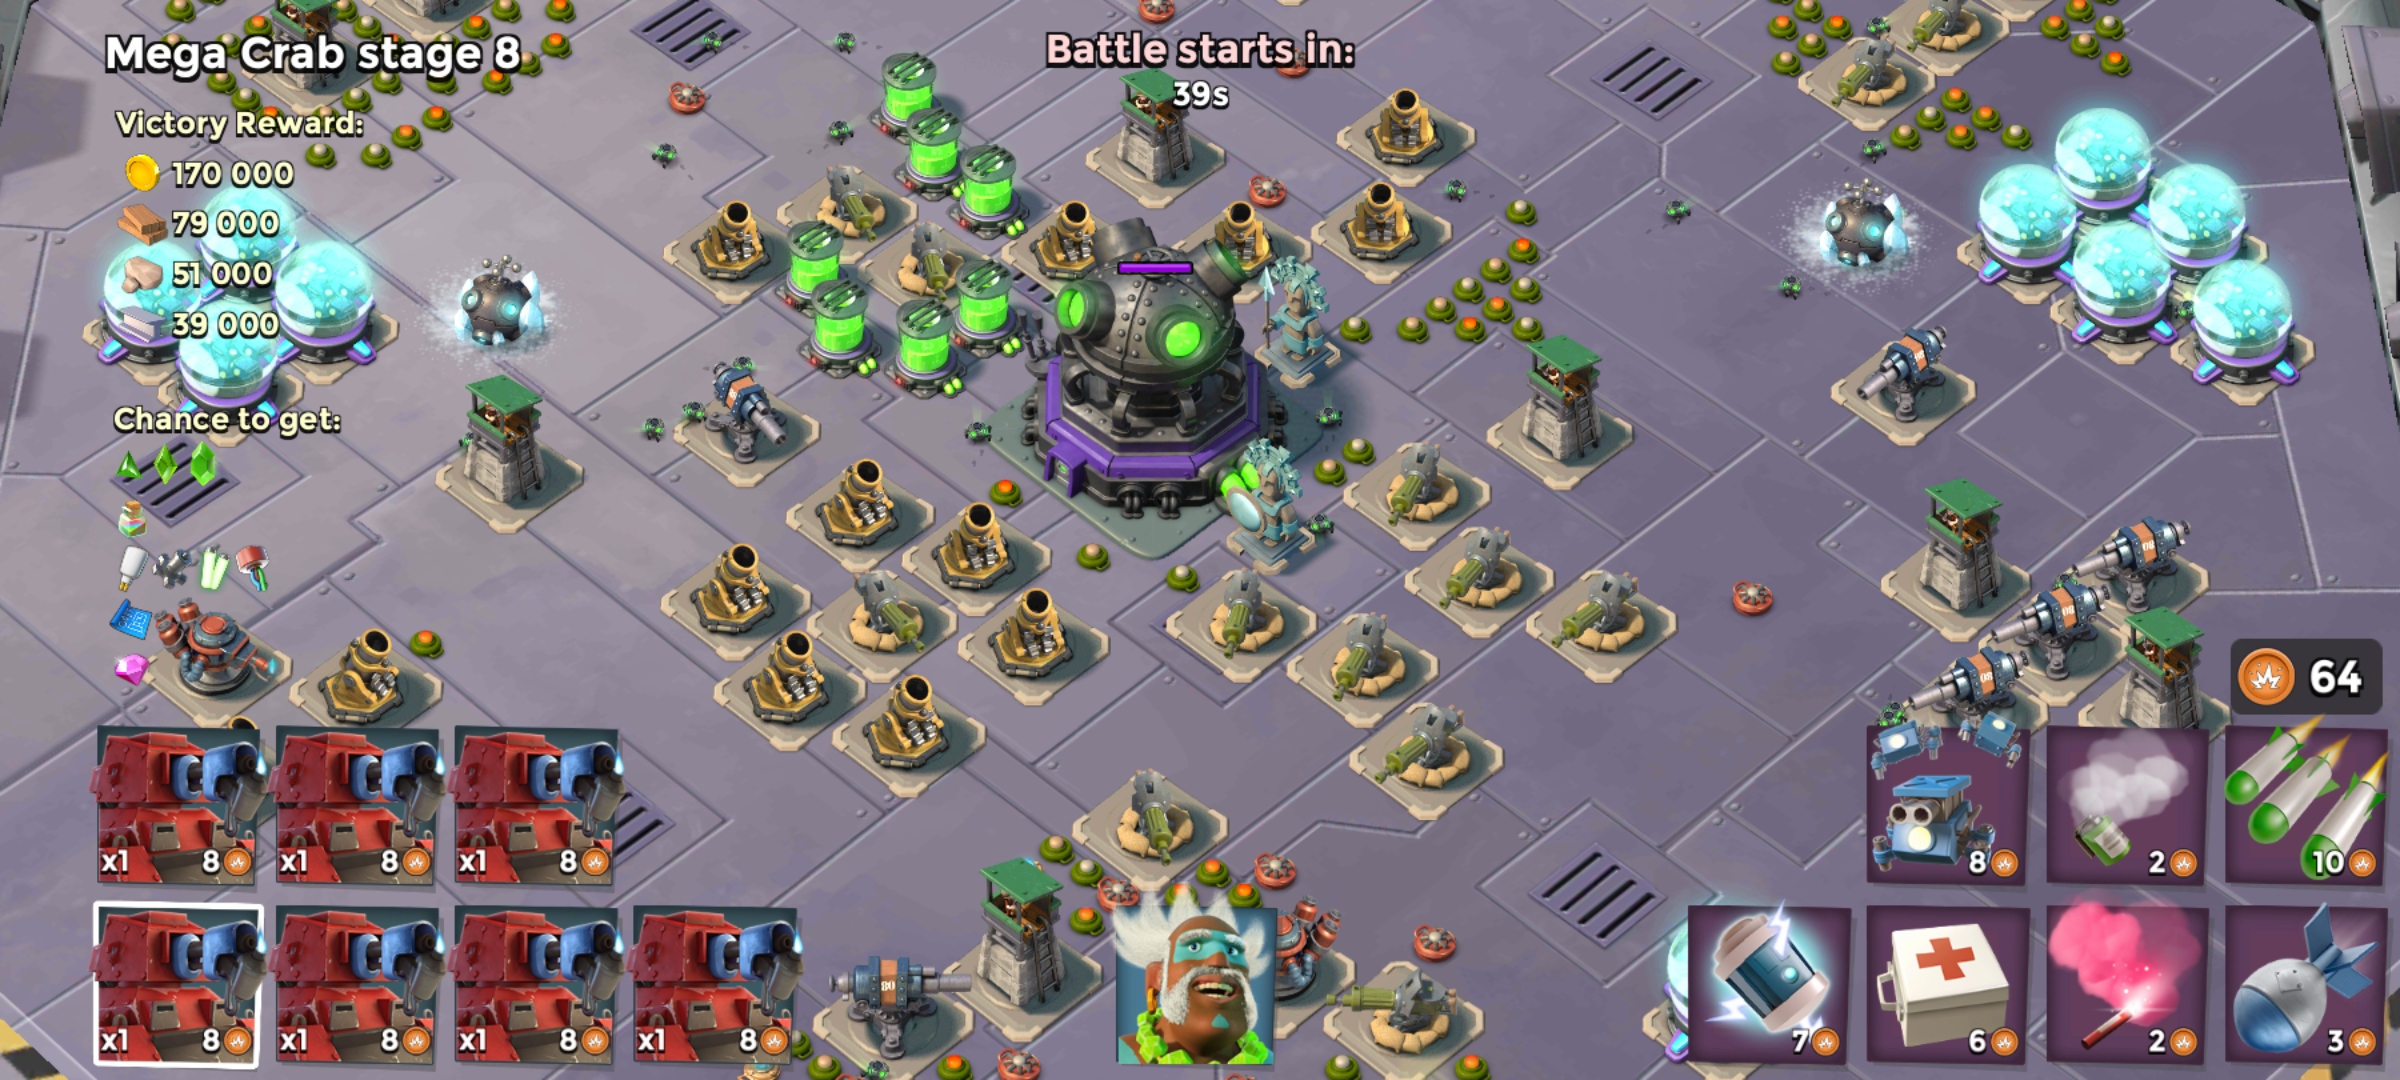 Mega Crab stage 8
Battle starts in:
39s
Victory Reward:
170 000
79 000
51 000
39 000
Chance to get:
64
x1 8
x1 8
x1 8
8
2
10
x1 8
x1 8
x1 8
x1 8
7
6
2
3
80